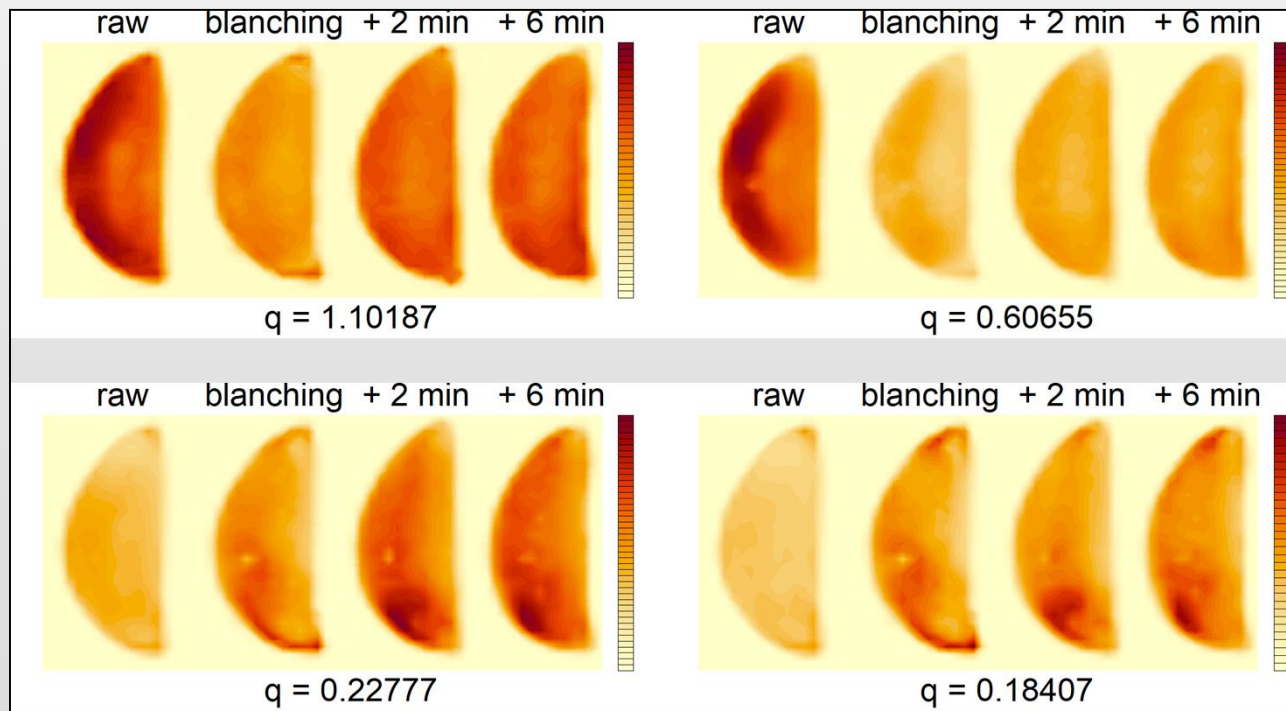 raw blanching + 2 min + 6 min
raw blanching + 2 min + 6 min
q = 1.10187
q = 0.60655
raw blanching + 2 min + 6 min
raw blanching + 2 min + 6 min
q = 0.22777
q = 0.18407